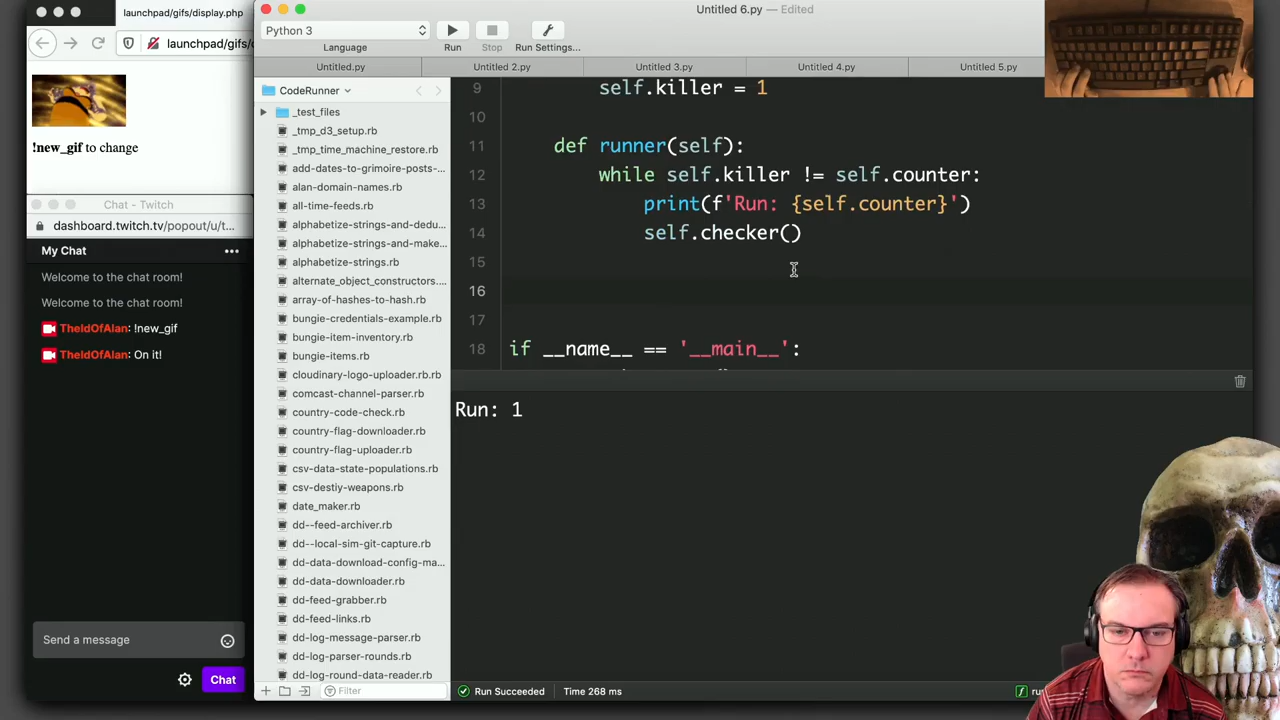 launchpad/gifs/display.php
launchpad/gifs/
!new_gif to change
Chat - Twitch
dashboard.twitch.tv/popout/u/t...
My Chat
Welcome to the chat room!
Welcome to the chat room!
TheIdOfAlan: !new_gif
TheIdOfAlan: On it!
Send a message
Chat
Untitled 6.py — Edited
Python 3
Language
Run
Stop
Run Settings...
Untitled.py
Untitled 2.py
Untitled 3.py
Untitled 4.py
Untitled 5.py
CodeRunner
_test_files
_tmp_d3_setup.rb
_tmp_time_machine_restore.rb
add-dates-to-grimoire-posts-...
alan-domain-names.rb
all-time-feeds.rb
alphabetize-strings-and-dedu...
alphabetize-strings-and-make...
alphabetize-strings.rb
alternate_object_constructors....
array-of-hashes-to-hash.rb
bungie-credentials-example.rb
bungie-item-inventory.rb
bungie-items.rb
cloudinary-logo-uploader.rb.rb
comcast-channel-parser.rb
country-code-check.rb
country-flag-downloader.rb
country-flag-uploader.rb
csv-data-state-populations.rb
csv-destiy-weapons.rb
date_maker.rb
dd--feed-archiver.rb
dd--local-sim-git-capture.rb
dd-data-download-config-ma...
dd-data-downloader.rb
dd-feed-grabber.rb
dd-feed-links.rb
dd-log-message-parser.rb
dd-log-parser-rounds.rb
dd-log-round-data-reader.rb
Filter
9 self.killer = 1
10
11 def runner(self):
12 while self.killer != self.counter:
13 print(f'Run: {self.counter}')
14 self.checker()
15
16
17
18 if __name__ == '__main__':
Run: 1
Run Succeeded
Time 268 ms